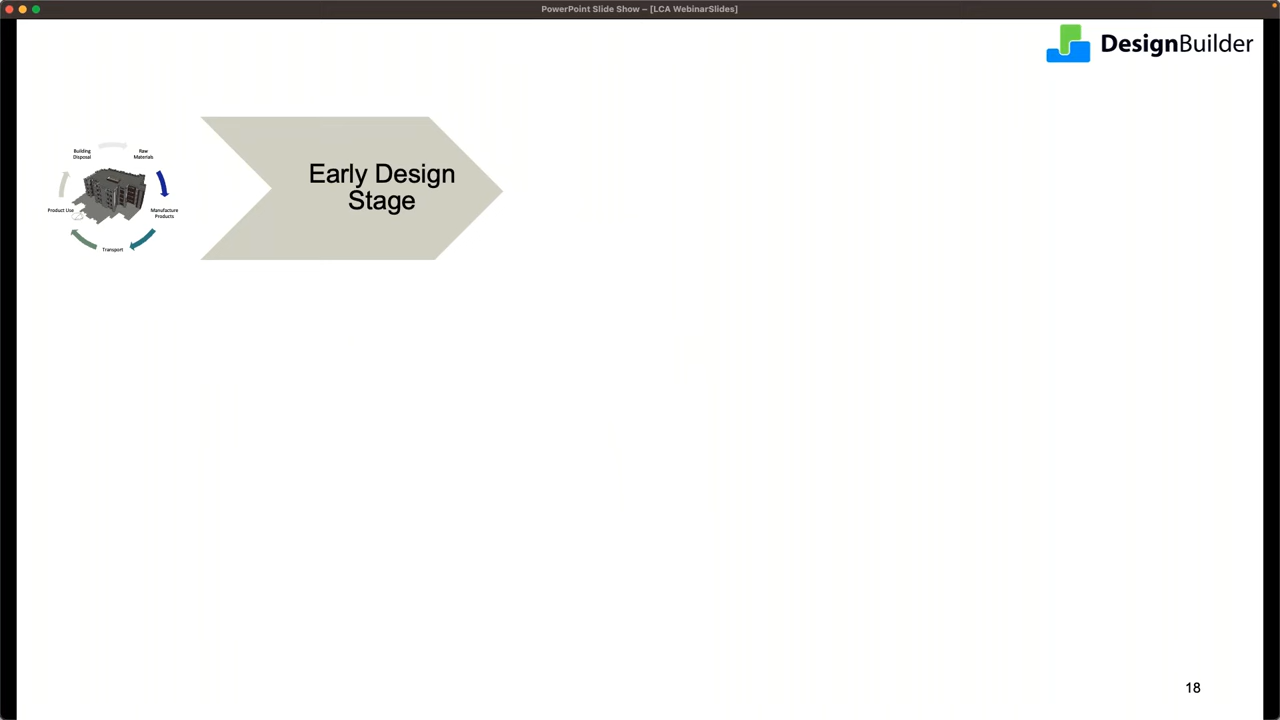 PowerPoint Slide Show – [LCA WebinarSlides]
DesignBuilder
Building
Disposal
Raw
Materials
Early Design
Stage
Product Use
Manufacture
Products
Transport
18